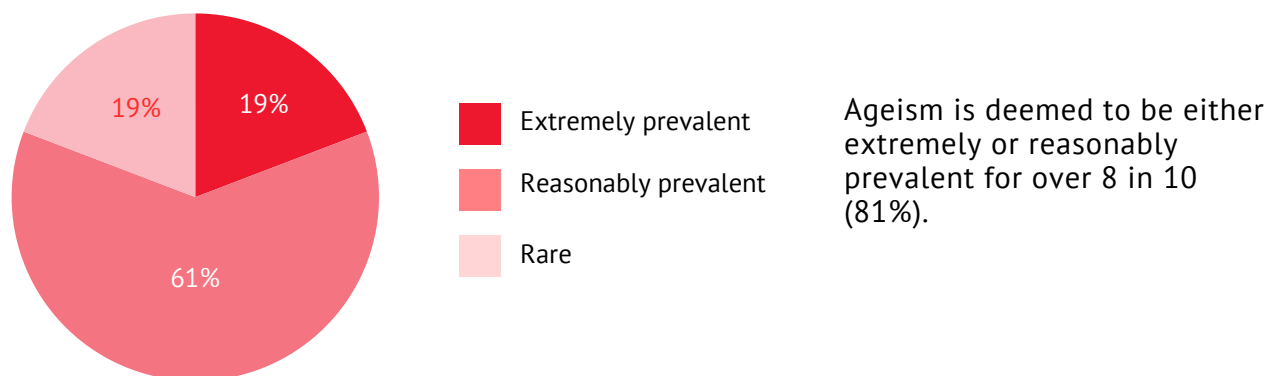 19%
19%
61%
Extremely prevalent
Reasonably prevalent
Rare
Ageism is deemed to be either
extremely or reasonably
prevalent for over 8 in 10
(81%).